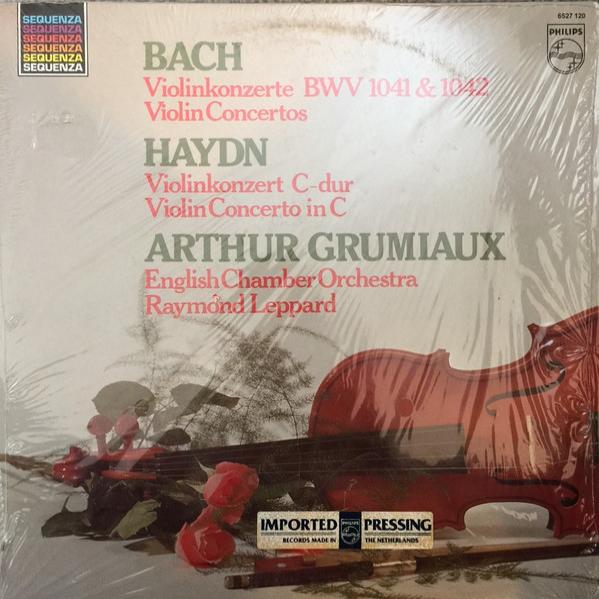 SEQUENZA
SEQUENZA
SEQUENZA
SEQUENZA
SEQUENZA
SEQUENZA
6527 120
PHILIPS
BACH
Violinkonzerte BWV 1041 & 1042
Violin Concertos
HAYDN
Violinkonzert C-dur
Violin Concerto in C
ARTHUR GRUMIAUX
English Chamber Orchestra
Raymond Leppard
IMPORTED PHILIPS PRESSING
RECORDS MADE IN THE NETHERLANDS